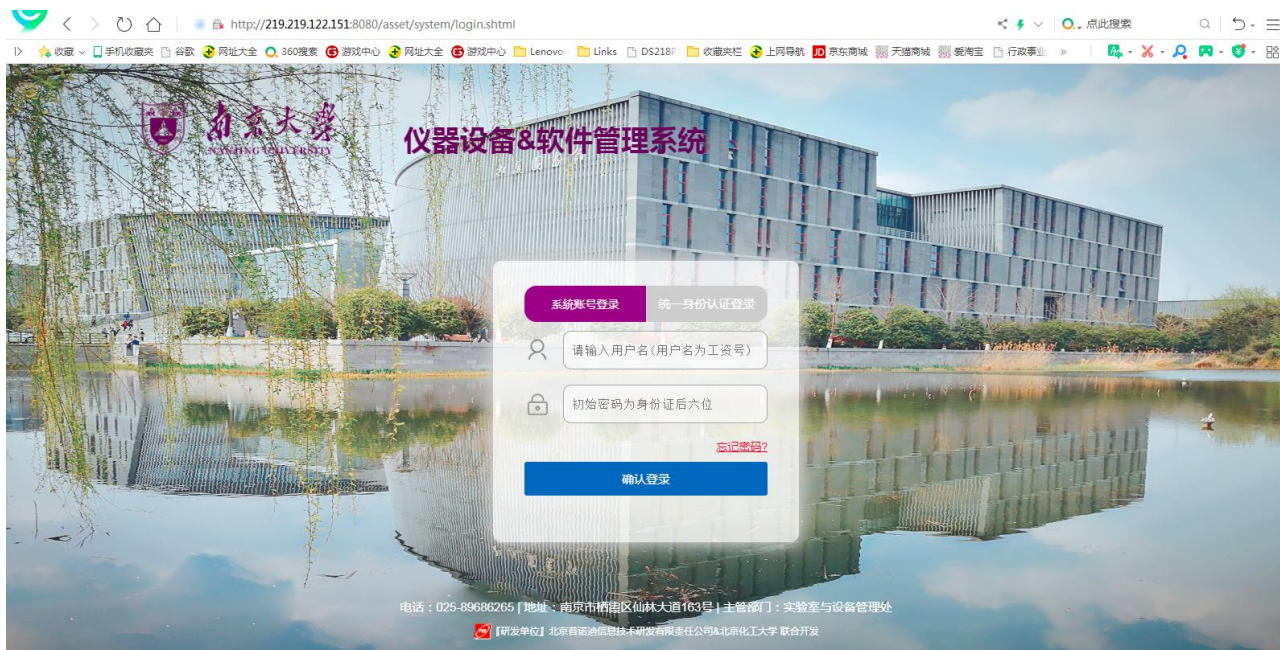 http://219.219.122.151:8080/asset/system/login.shtml
点此搜索
收藏 手机收藏夹 谷歌 网址大全 360搜索 游戏中心 网址大全 游戏中心 Lenovo Links DS218P 收藏夹栏 上网导航 JD 京东商城 天猫商城 爱淘宝 行政事业 »
南京大学
NANJING UNIVERSITY
仪器设备&软件管理系统
系统账号登录 统一身份认证登录
请输入用户名(用户名为工资号)
初始密码为身份证后六位
忘记密码?
确认登录
电话：025-89686265 | 地址：南京市栖霞区仙林大道163号 | 主管部门：实验室与设备管理处
【研发单位】北京首诺迪信息技术研发有限责任公司&北京化工大学 联合开发